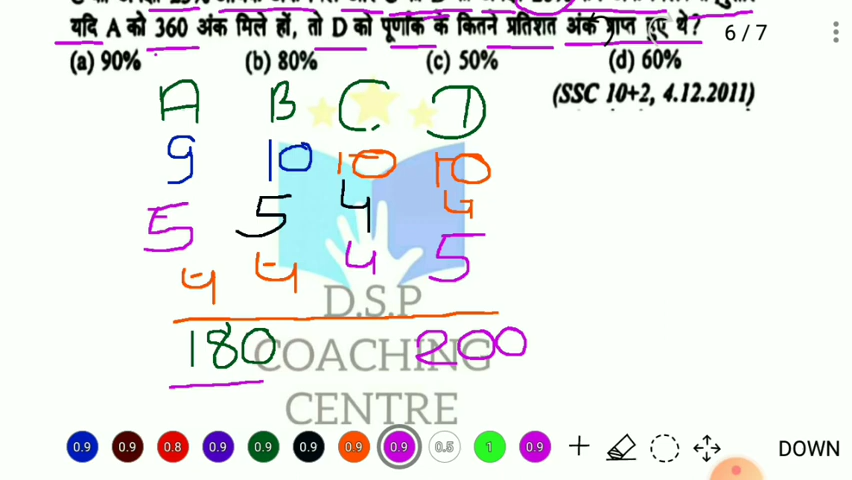 यदि A को 360 अंक मिले हों, तो D को पूर्णांक के कितने प्रतिशत अंक प्राप्त हुए थे?
6 / 7
(a) 90% (b) 80% (c) 50% (d) 60%
(SSC 10+2, 4.12.2011)
A B C D
9 10 10 10
5 5 4 4
4 4 4 5
180 200
D.S.P
COACHING
CENTRE
0.9 0.9 0.8 0.9 0.9 0.9 0.9 0.9 0.5 1 0.9 DOWN